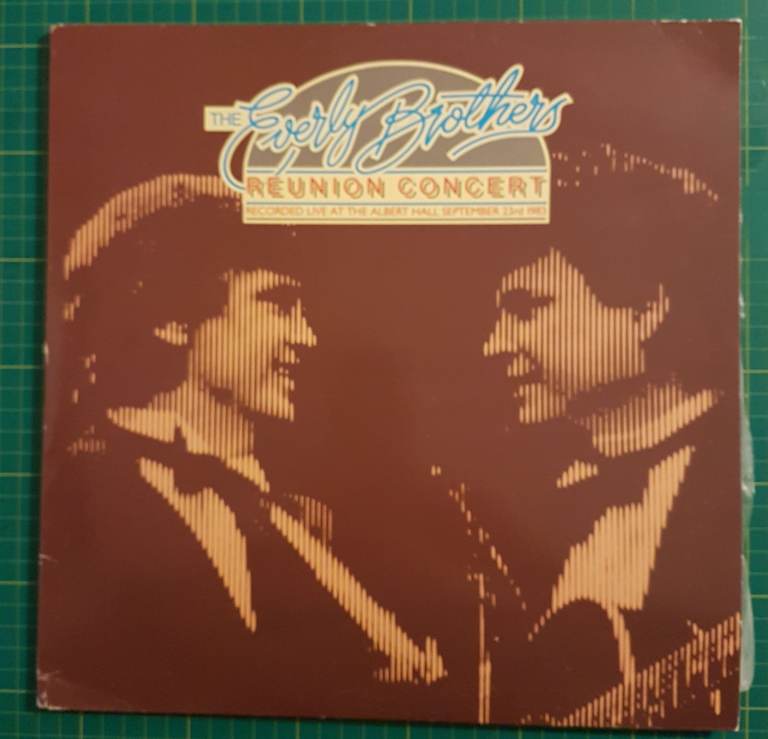 THE Everly Brothers
REUNION CONCERT
RECORDED LIVE AT THE ALBERT HALL SEPTEMBER 23rd 1983